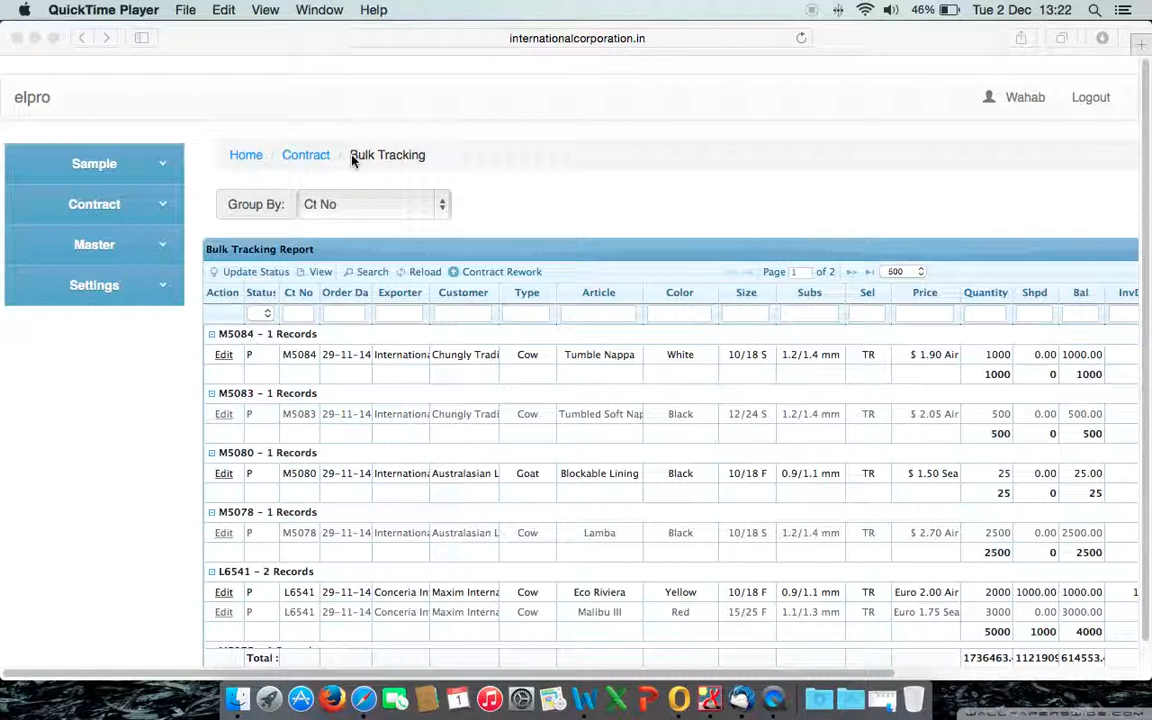 QuickTime Player File Edit View Window Help 46% Tue 2 Dec 13:22
internationalcorporation.in
elpro Wahab Logout
Home / Contract / Bulk Tracking
Sample
Contract
Master
Settings
Group By: Ct No
Bulk Tracking Report
Update Status View Search Reload Contract Rework Page 1 of 2 500
Action Status Ct No Order Da Exporter Customer Type Article Color Size Subs Sel Price Quantity Shpd Bal InvD
M5084 - 1 Records
Edit P M5084 29-11-14 Internationa Chungly Tradi Cow Tumble Nappa White 10/18 S 1.2/1.4 mm TR $ 1.90 Air 1000 0.00 1000.00
1000 0 1000
M5083 - 1 Records
Edit P M5083 29-11-14 Internationa Chungly Tradi Cow Tumbled Soft Nap Black 12/24 S 1.2/1.4 mm TR $ 2.05 Air 500 0.00 500.00
500 0 500
M5080 - 1 Records
Edit P M5080 29-11-14 Internationa Australasian L Goat Blockable Lining Black 10/18 F 0.9/1.1 mm TR $ 1.50 Sea 25 0.00 25.00
25 0 25
M5078 - 1 Records
Edit P M5078 29-11-14 Internationa Australasian L Cow Lamba Black 10/18 S 1.2/1.4 mm TR $ 2.70 Air 2500 0.00 2500.00
2500 0 2500
L6541 - 2 Records
Edit P L6541 29-11-14 Conceria In Maxim Interna Cow Eco Riviera Yellow 10/18 F 0.9/1.1 mm TR Euro 2.00 Air 2000 1000.00 1000.00 1
Edit P L6541 29-11-14 Conceria In Maxim Interna Cow Malibu III Red 15/25 F 1.1/1.3 mm TR Euro 1.75 Sea 3000 0.00 3000.00
5000 1000 4000
Total : 1736463. 1121909 614553.